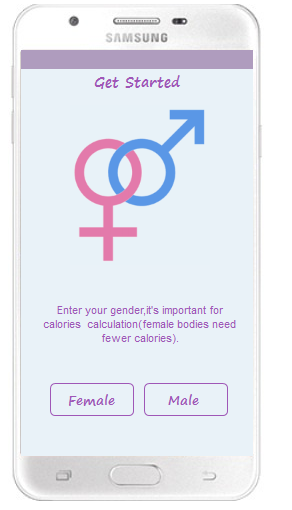 SAMSUNG
Get Started
Enter your gender,it's important for
calories calculation(female bodies need
fewer calories).
Female
Male